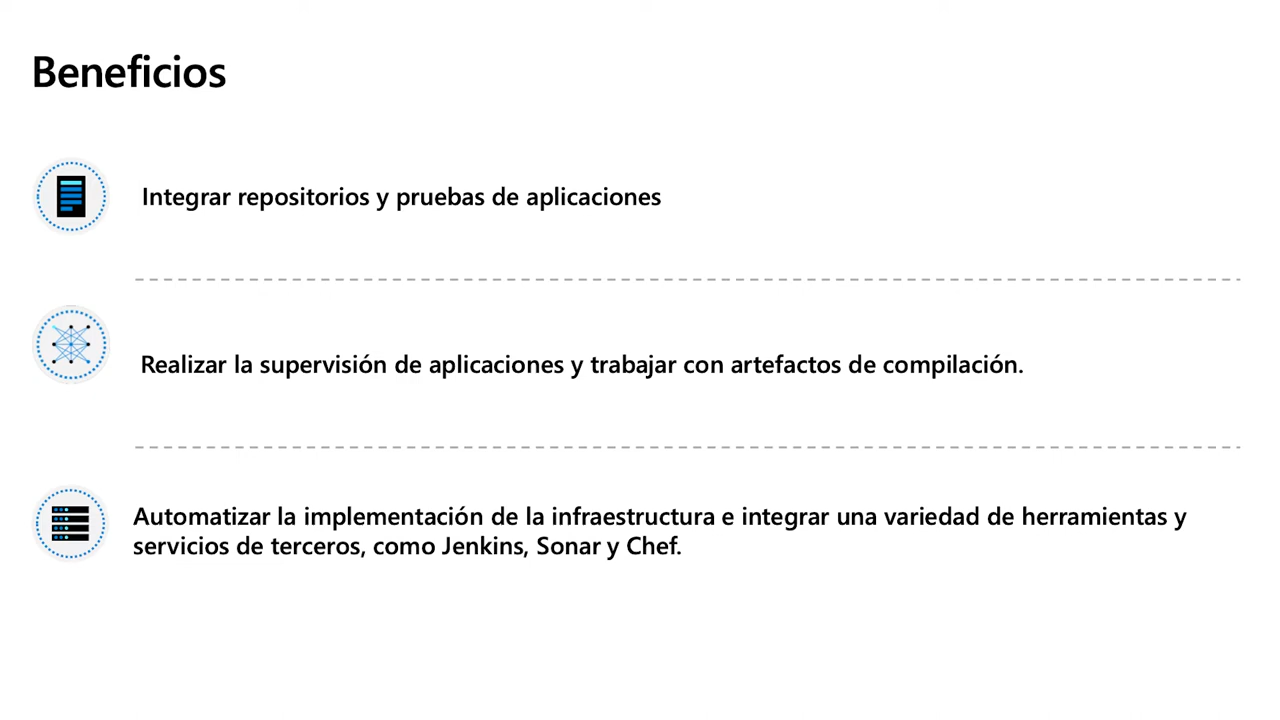 Beneficios
Integrar repositorios y pruebas de aplicaciones
Realizar la supervisión de aplicaciones y trabajar con artefactos de compilación.
Automatizar la implementación de la infraestructura e integrar una variedad de herramientas y
servicios de terceros, como Jenkins, Sonar y Chef.